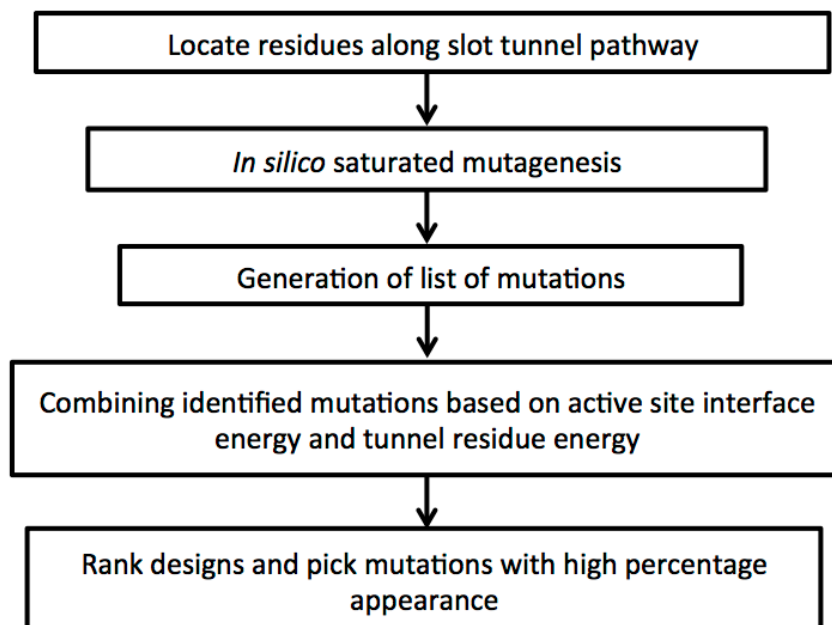 Locate residues along slot tunnel pathway
In silico saturated mutagenesis
Generation of list of mutations
Combining identified mutations based on active site interface
energy and tunnel residue energy
Rank designs and pick mutations with high percentage
appearance